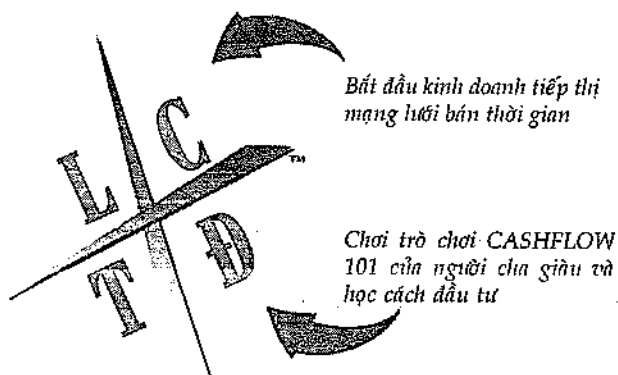 Bắt đầu kinh doanh tiếp thị
mạng lưới bán thời gian
L C
™
T Đ
Chơi trò chơi CASHFLOW
101 của người cha giàu và
học cách đầu tư